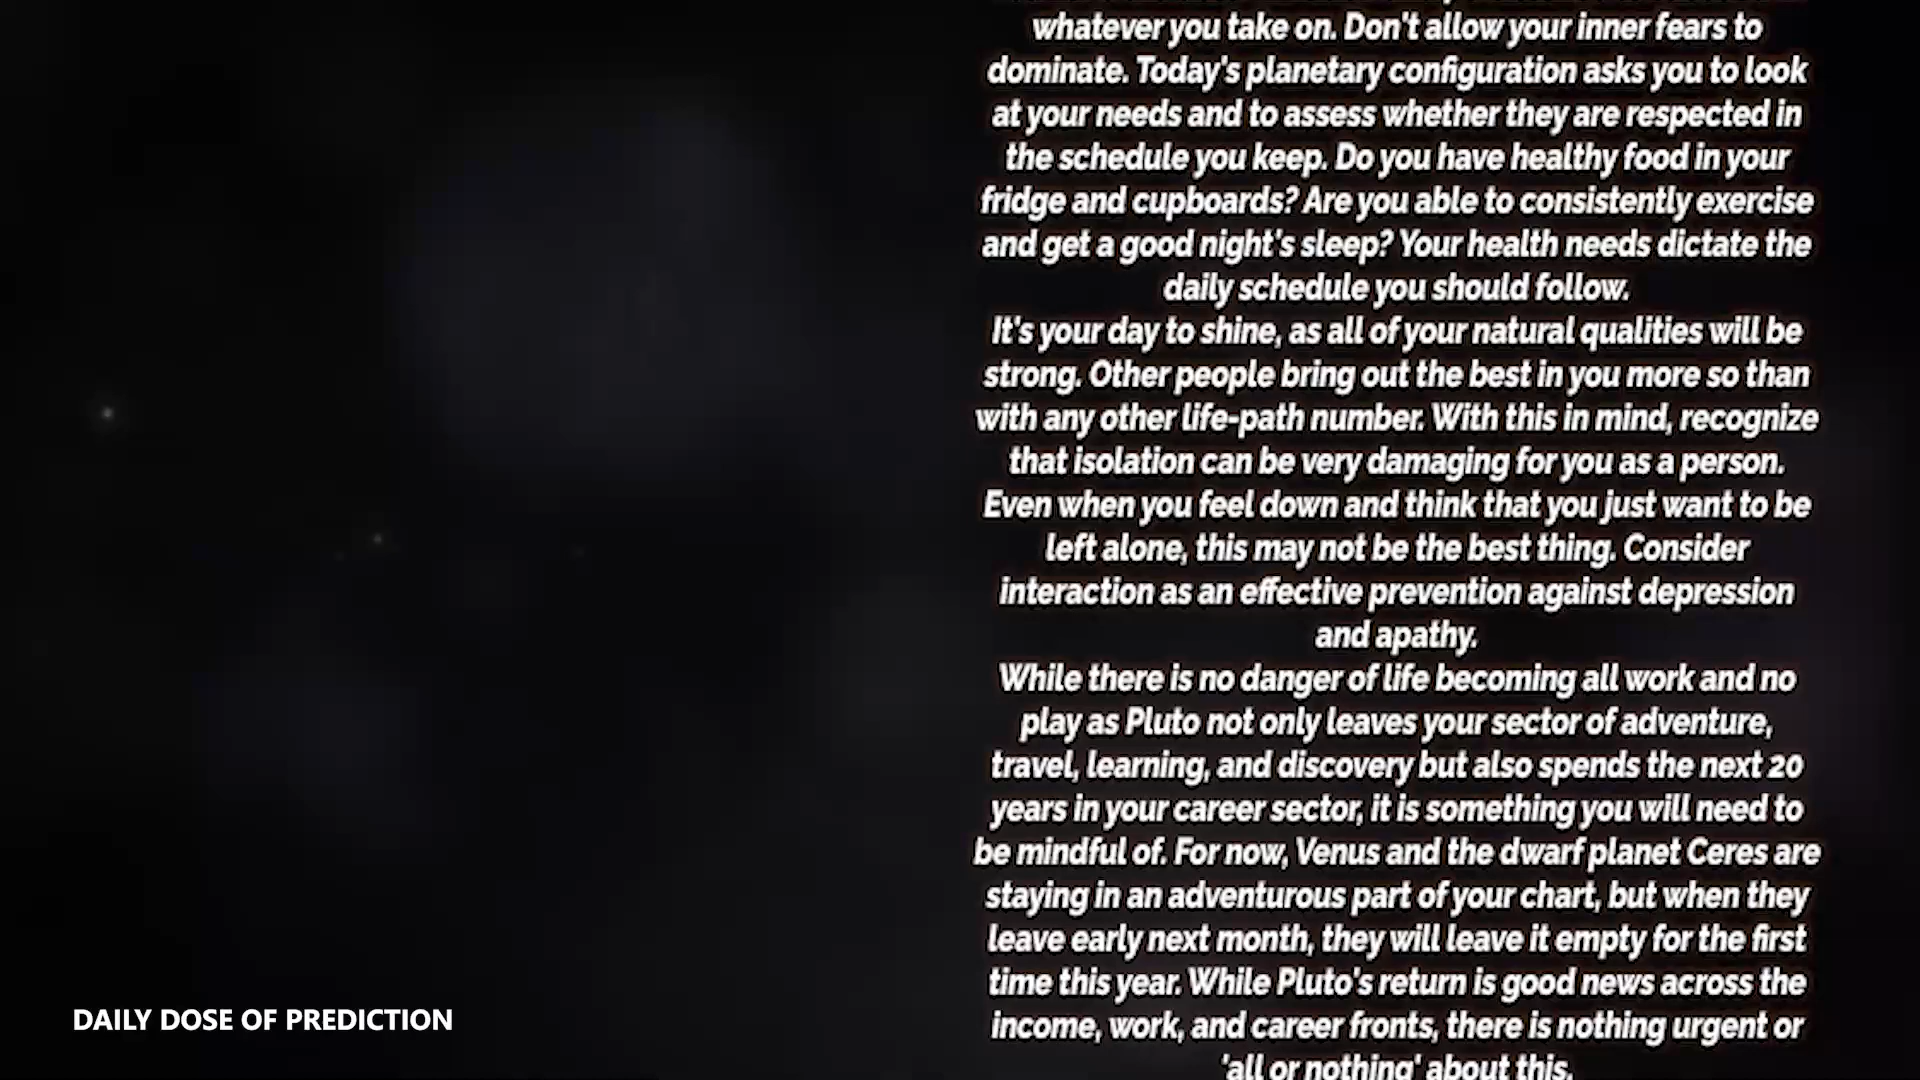 whatever you take on. Don't allow your inner fears to
dominate. Today's planetary configuration asks you to look
at your needs and to assess whether they are respected in
the schedule you keep. Do you have healthy food in your
fridge and cupboards? Are you able to consistently exercise
and get a good night's sleep? Your health needs dictate the
daily schedule you should follow.
It's your day to shine, as all of your natural qualities will be
strong. Other people bring out the best in you more so than
with any other life-path number. With this in mind, recognize
that isolation can be very damaging for you as a person.
Even when you feel down and think that you just want to be
left alone, this may not be the best thing. Consider
interaction as an effective prevention against depression
and apathy.
While there is no danger of life becoming all work and no
play as Pluto not only leaves your sector of adventure,
travel, learning, and discovery but also spends the next 20
years in your career sector, it is something you will need to
be mindful of. For now, Venus and the dwarf planet Ceres are
staying in an adventurous part of your chart, but when they
leave early next month, they will leave it empty for the first
time this year. While Pluto's return is good news across the
income, work, and career fronts, there is nothing urgent or
'all or nothing' about this.
DAILY DOSE OF PREDICTION